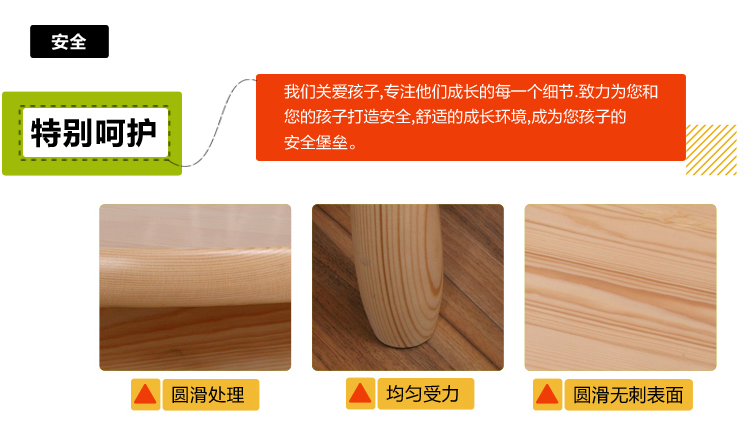 安全
特别呵护
我们关爱孩子,专注他们成长的每一个细节.致力为您和
您的孩子打造安全,舒适的成长环境,成为您孩子的
安全堡垒。
圆滑处理
均匀受力
圆滑无刺表面